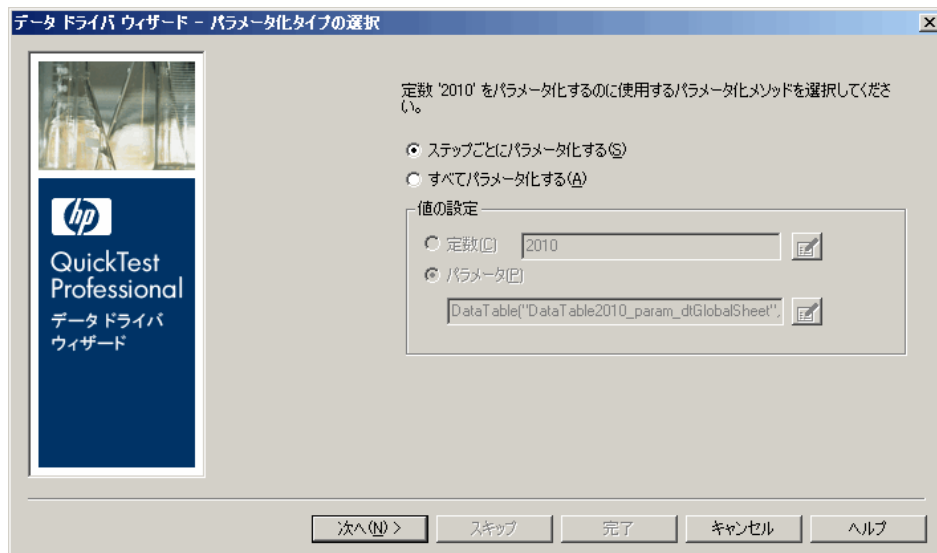 データ ドライバ ウィザード - パラメータ化タイプの選択
定数 '2010' をパラメータ化するのに使用するパラメータ化メソッドを選択してくださ
い。
ステップごとにパラメータ化する(S)
すべてパラメータ化する(A)
値の設定
定数(C)
2010
パラメータ(P)
DataTable("DataTable2010_param_dtGlobalSheet",
hp
QuickTest
Professional
データ ドライバ
ウィザード
次へ(N) >
スキップ
完了
キャンセル
ヘルプ